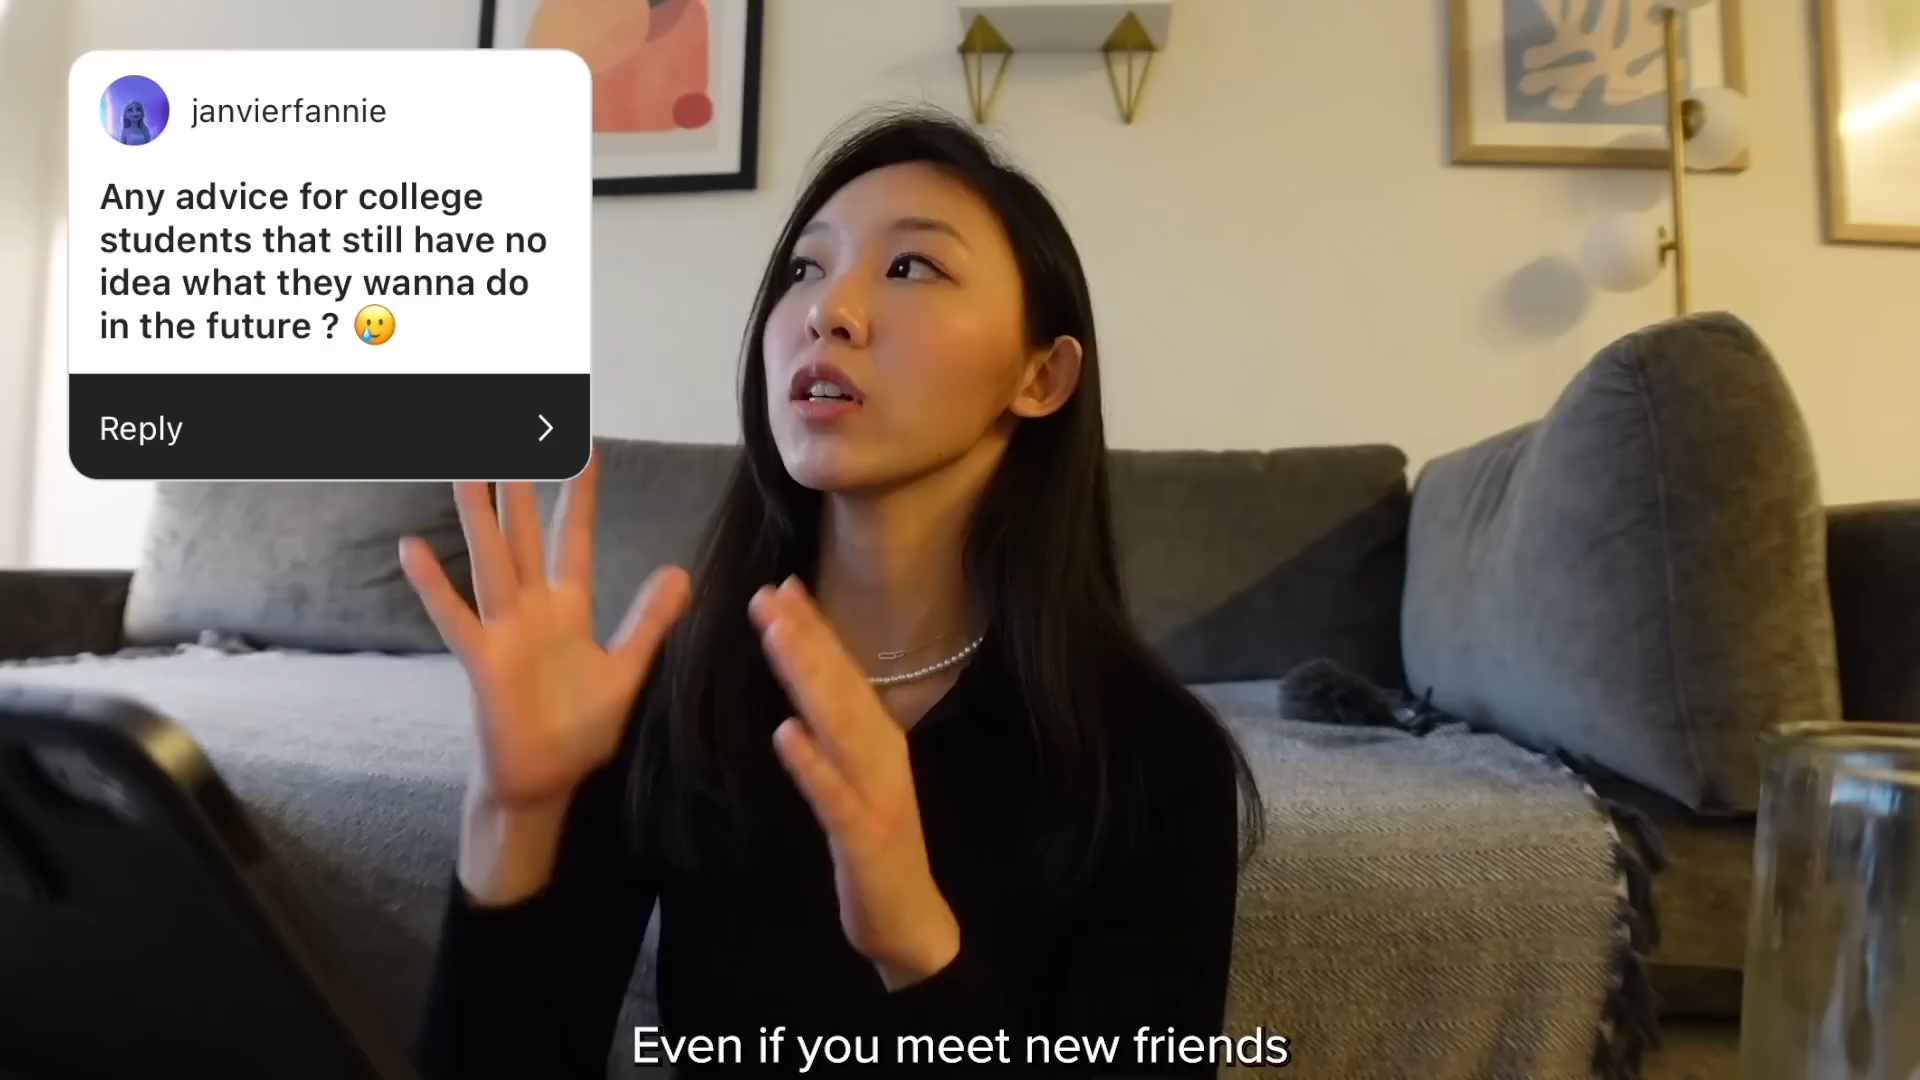 janvierfannie
Any advice for college
students that still have no
idea what they wanna do
in the future ? 🥲
Reply
Even if you meet new friends